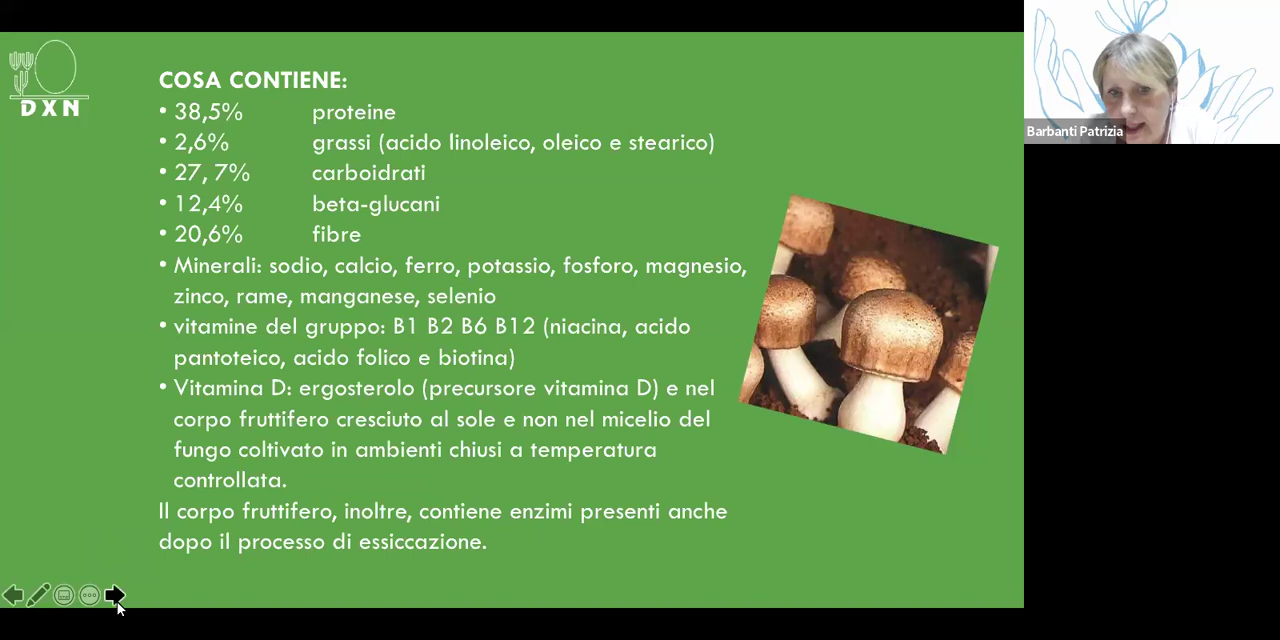 DXN
COSA CONTIENE:
• 38,5% proteine
• 2,6% grassi (acido linoleico, oleico e stearico)
• 27, 7% carboidrati
• 12,4% beta-glucani
• 20,6% fibre
• Minerali: sodio, calcio, ferro, potassio, fosforo, magnesio,
zinco, rame, manganese, selenio
• vitamine del gruppo: B1 B2 B6 B12 (niacina, acido
pantoteico, acido folico e biotina)
• Vitamina D: ergosterolo (precursore vitamina D) e nel
corpo fruttifero cresciuto al sole e non nel micelio del
fungo coltivato in ambienti chiusi a temperatura
controllata.
Il corpo fruttifero, inoltre, contiene enzimi presenti anche
dopo il processo di essiccazione.
Barbanti Patrizia